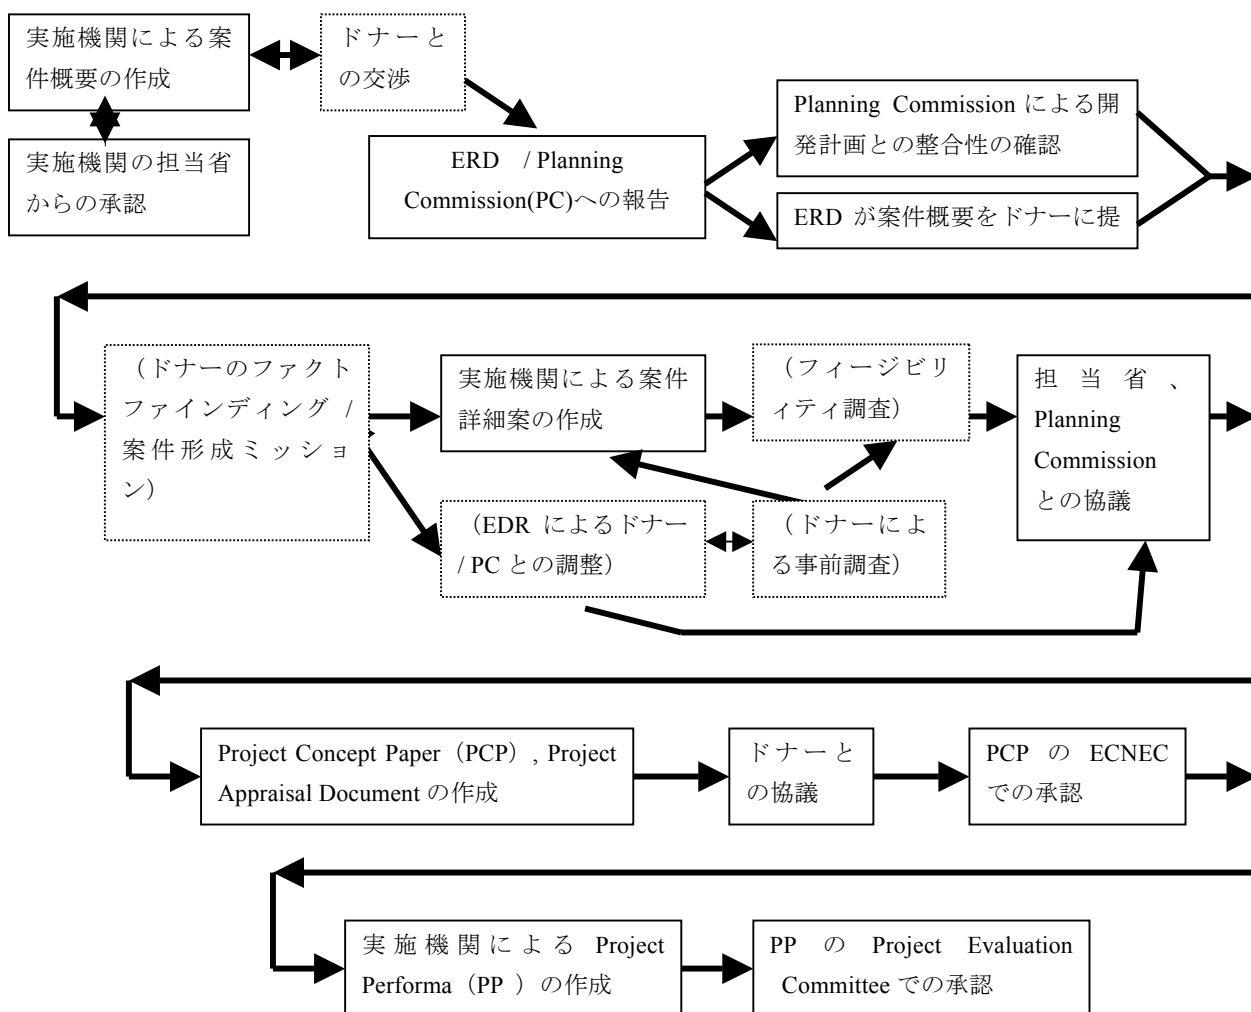 実施機関による案
件概要の作成
ドナーと
の交渉
実施機関の担当省
からの承認
ERD / Planning
Commission(PC)への報告
Planning Commission による開
発計画との整合性の確認
ERD が案件概要をドナーに提
（ドナーのファクト
ファインディング /
案件形成ミッショ
ン）
実施機関による案件
詳細案の作成
（フィージビリ
ティ調査）
担当省、
Planning
Commission
との協議
（EDR によるドナー
/ PC との調整）
（ドナーによ
る事前調査）
Project Concept Paper（PCP）, Project
Appraisal Document の作成
ドナーと
の協議
PCP の ECNEC
での承認
実施機関による Project
Performa（PP ）の作成
PP の Project Evaluation
Committee での承認